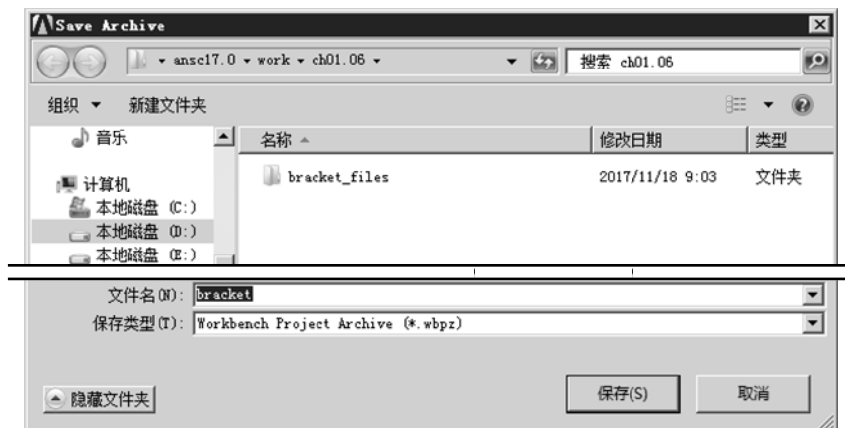 Save Archive
ansc17.0 work ch01.06 搜索 ch01.06
组织 新建文件夹
音乐 名称 修改日期 类型
计算机 bracket_files 2017/11/18 9:03 文件夹
本地磁盘 (C:)
本地磁盘 (D:)
本地磁盘 (E:)
文件名(N): bracket
保存类型(T): Workbench Project Archive (*.wbpz)
隐藏文件夹 保存(S) 取消